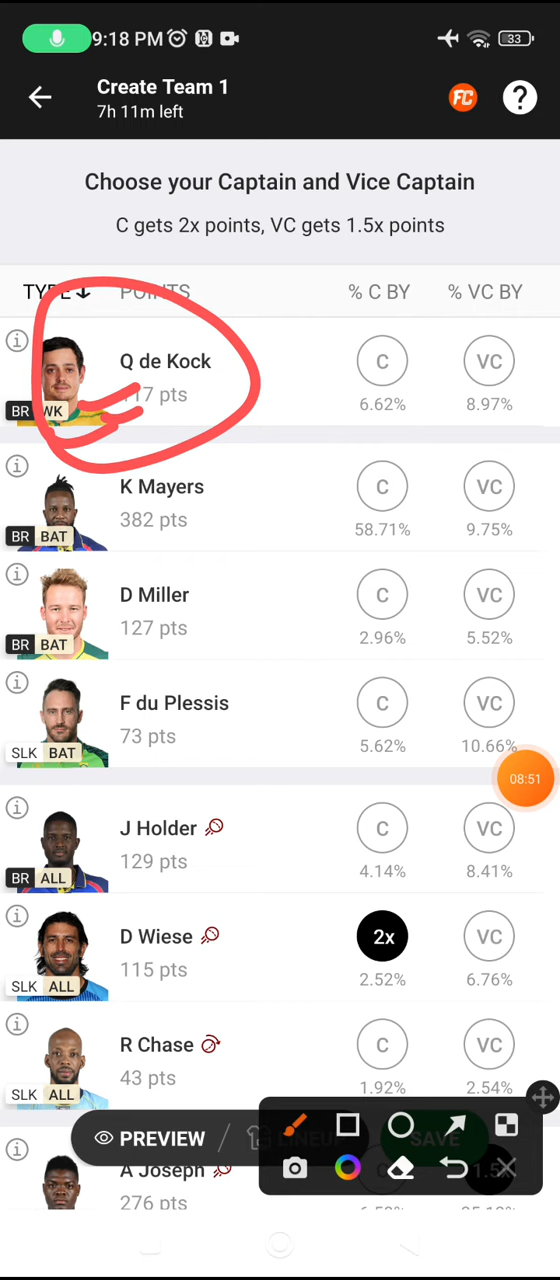 9:18 PM 33
Create Team 1
7h 11m left
FC ?
Choose your Captain and Vice Captain
C gets 2x points, VC gets 1.5x points
TYPE POINTS % C BY % VC BY
Q de Kock C VC
117 pts 6.62% 8.97%
BR WK
K Mayers C VC
382 pts 58.71% 9.75%
BR BAT
D Miller C VC
127 pts 2.96% 5.52%
BR BAT
F du Plessis C VC
73 pts 5.62% 10.66%
SLK BAT
08:51
J Holder C VC
129 pts 4.14% 8.41%
BR ALL
D Wiese 2x VC
115 pts 2.52% 6.76%
SLK ALL
R Chase C VC
43 pts 1.92% 2.54%
SLK ALL
PREVIEW / LINEUP SAVE
A Joseph C 1.5x
276 pts